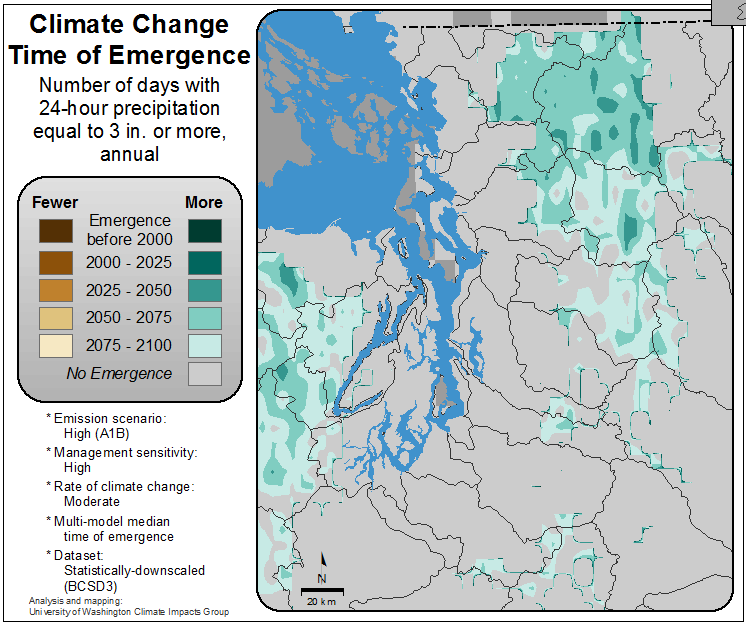 Climate Change
Time of Emergence
Number of days with
24-hour precipitation
equal to 3 in. or more,
annual
Fewer More
Emergence
before 2000
2000 - 2025
2025 - 2050
2050 - 2075
2075 - 2100
No Emergence
* Emission scenario:
High (A1B)
* Management sensitivity:
High
* Rate of climate change:
Moderate
* Multi-model median
time of emergence
* Dataset:
Statistically-downscaled
(BCSD3)
Analysis and mapping:
University of Washington Climate Impacts Group
N
20 km